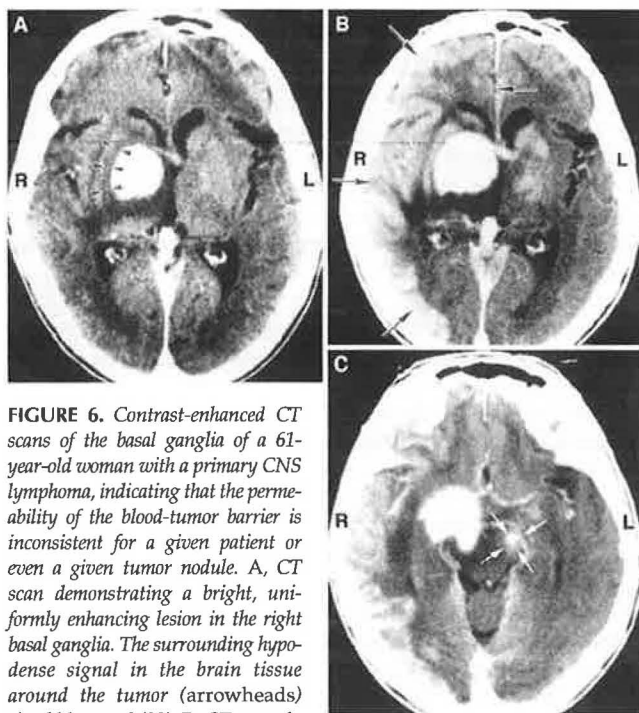 A
R
L
B
R
L
C
R
L
FIGURE 6. Contrast-enhanced CT
scans of the basal ganglia of a 61-
year-old woman with a primary CNS
lymphoma, indicating that the perme-
ability of the blood-tumor barrier is
inconsistent for a given patient or
even a given tumor nodule. A, CT
scan demonstrating a bright, uni-
formly enhancing lesion in the right
basal ganglia. The surrounding hypo-
dense signal in the brain tissue
around the tumor (arrowheads)